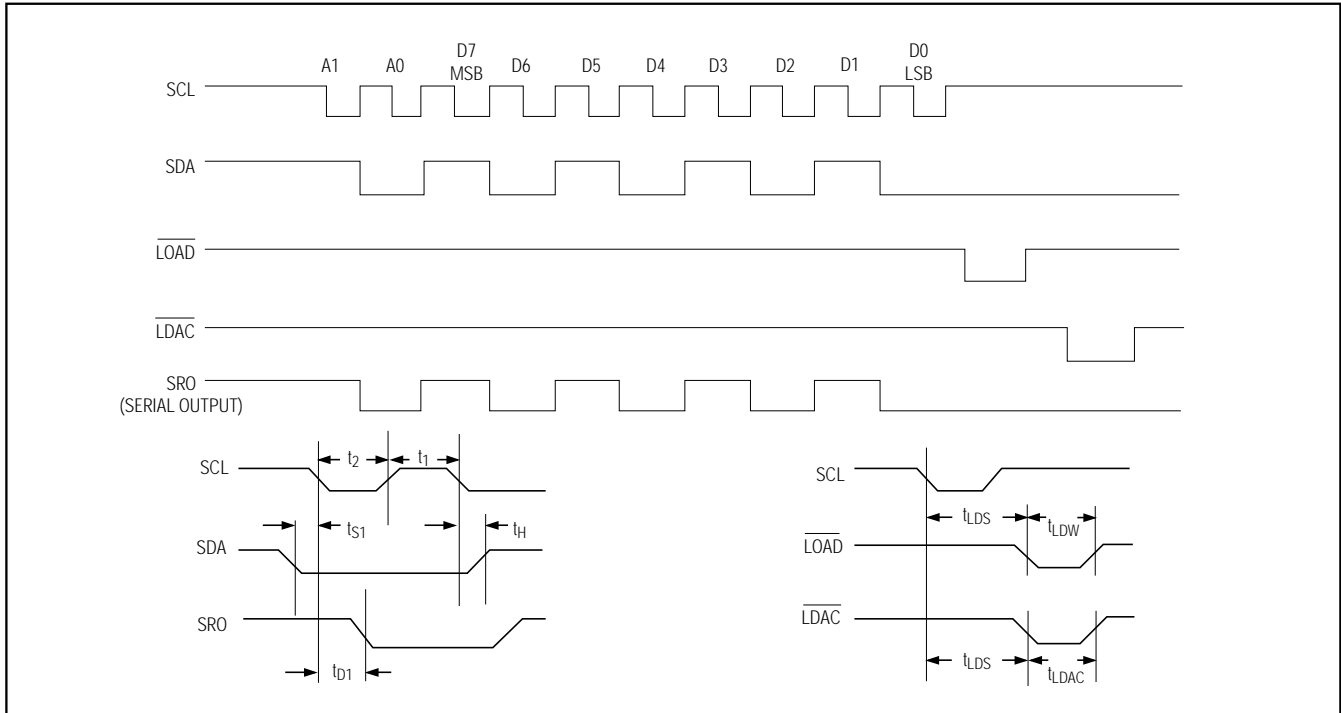 D7 D0
A1 A0 MSB D6 D5 D4 D3 D2 D1 LSB
SCL
SDA
LOAD
LDAC
SRO
(SERIAL OUTPUT)
SCL t2 t1
tS1 tH
SDA
SRO
tD1
SCL
tLDS tLDW
LOAD
LDAC
tLDS tLDAC